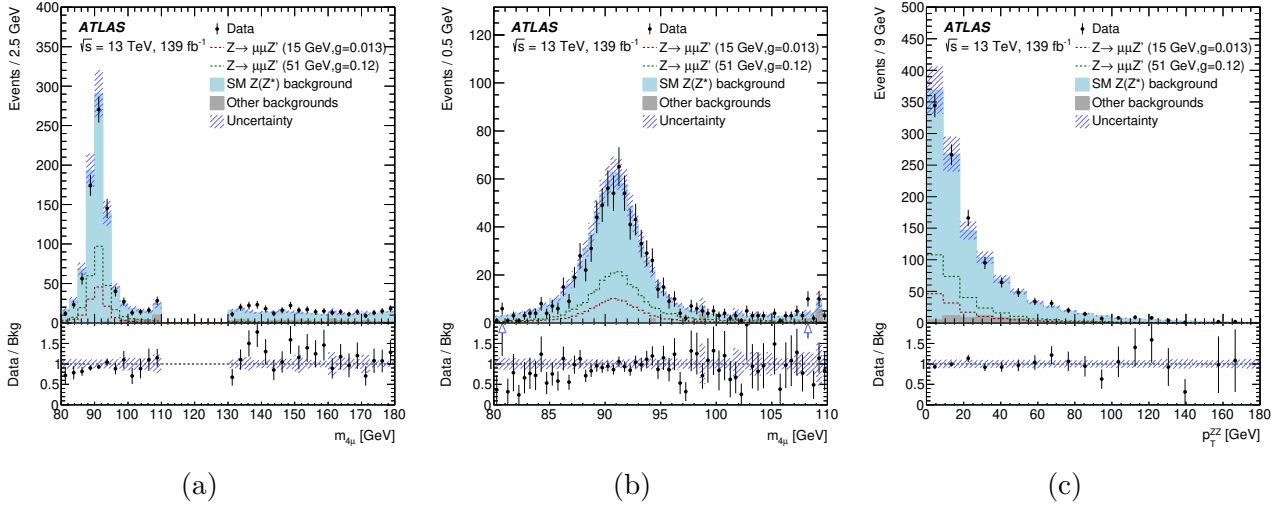 Events / 2.5 GeV
400
350
300
250
200
150
100
50
0
ATLAS
√s = 13 TeV, 139 fb⁻¹
Data
Z→ μμZ' (15 GeV,g=0.013)
Z→ μμZ' (51 GeV,g=0.12)
SM Z(Z*) background
Other backgrounds
Uncertainty
Data / Bkg
1.5
1
0.5
0
80 90 100 110 120 130 140 150 160 170 180
m4μ [GeV]
(a)
Events / 0.5 GeV
120
100
80
60
40
20
0
ATLAS
√s = 13 TeV, 139 fb⁻¹
Data
Z→ μμZ' (15 GeV,g=0.013)
Z→ μμZ' (51 GeV,g=0.12)
SM Z(Z*) background
Other backgrounds
Uncertainty
Data / Bkg
1.5
1
0.5
0
80 85 90 95 100 105 110
m4μ [GeV]
(b)
Events / 9 GeV
500
450
400
350
300
250
200
150
100
50
0
ATLAS
√s = 13 TeV, 139 fb⁻¹
Data
Z→ μμZ' (15 GeV,g=0.013)
Z→ μμZ' (51 GeV,g=0.12)
SM Z(Z*) background
Other backgrounds
Uncertainty
Data / Bkg
1.5
1
0.5
0
0 20 40 60 80 100 120 140 160 180
pTZZ [GeV]
(c)